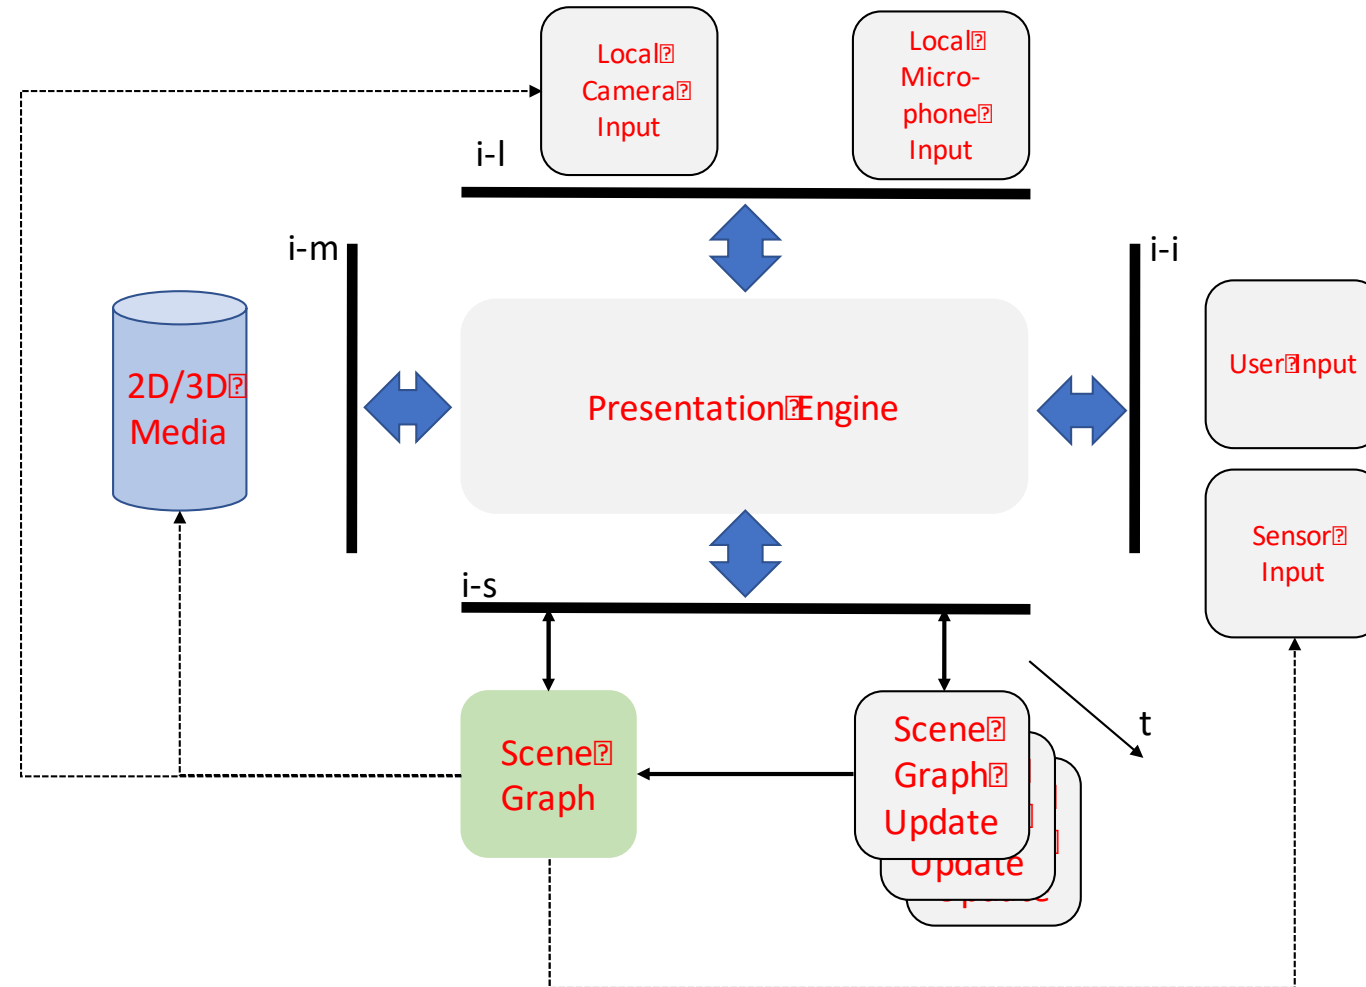 Local
Camera
Input
Local
Micro-
phone
Input
i-l
i-m
i-i
2D/3D
Media
Presentation Engine
User Input
Sensor
Input
i-s
Scene
Graph
Scene
Graph
Update
Update
t